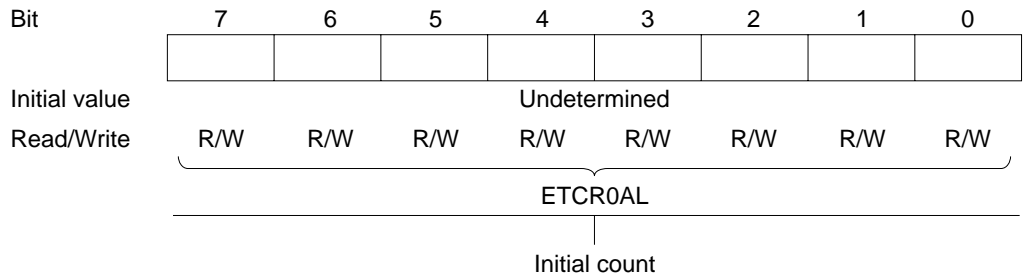 Bit 7 6 5 4 3 2 1 0
Initial value Undetermined
Read/Write R/W R/W R/W R/W R/W R/W R/W R/W
ETCR0AL
Initial count